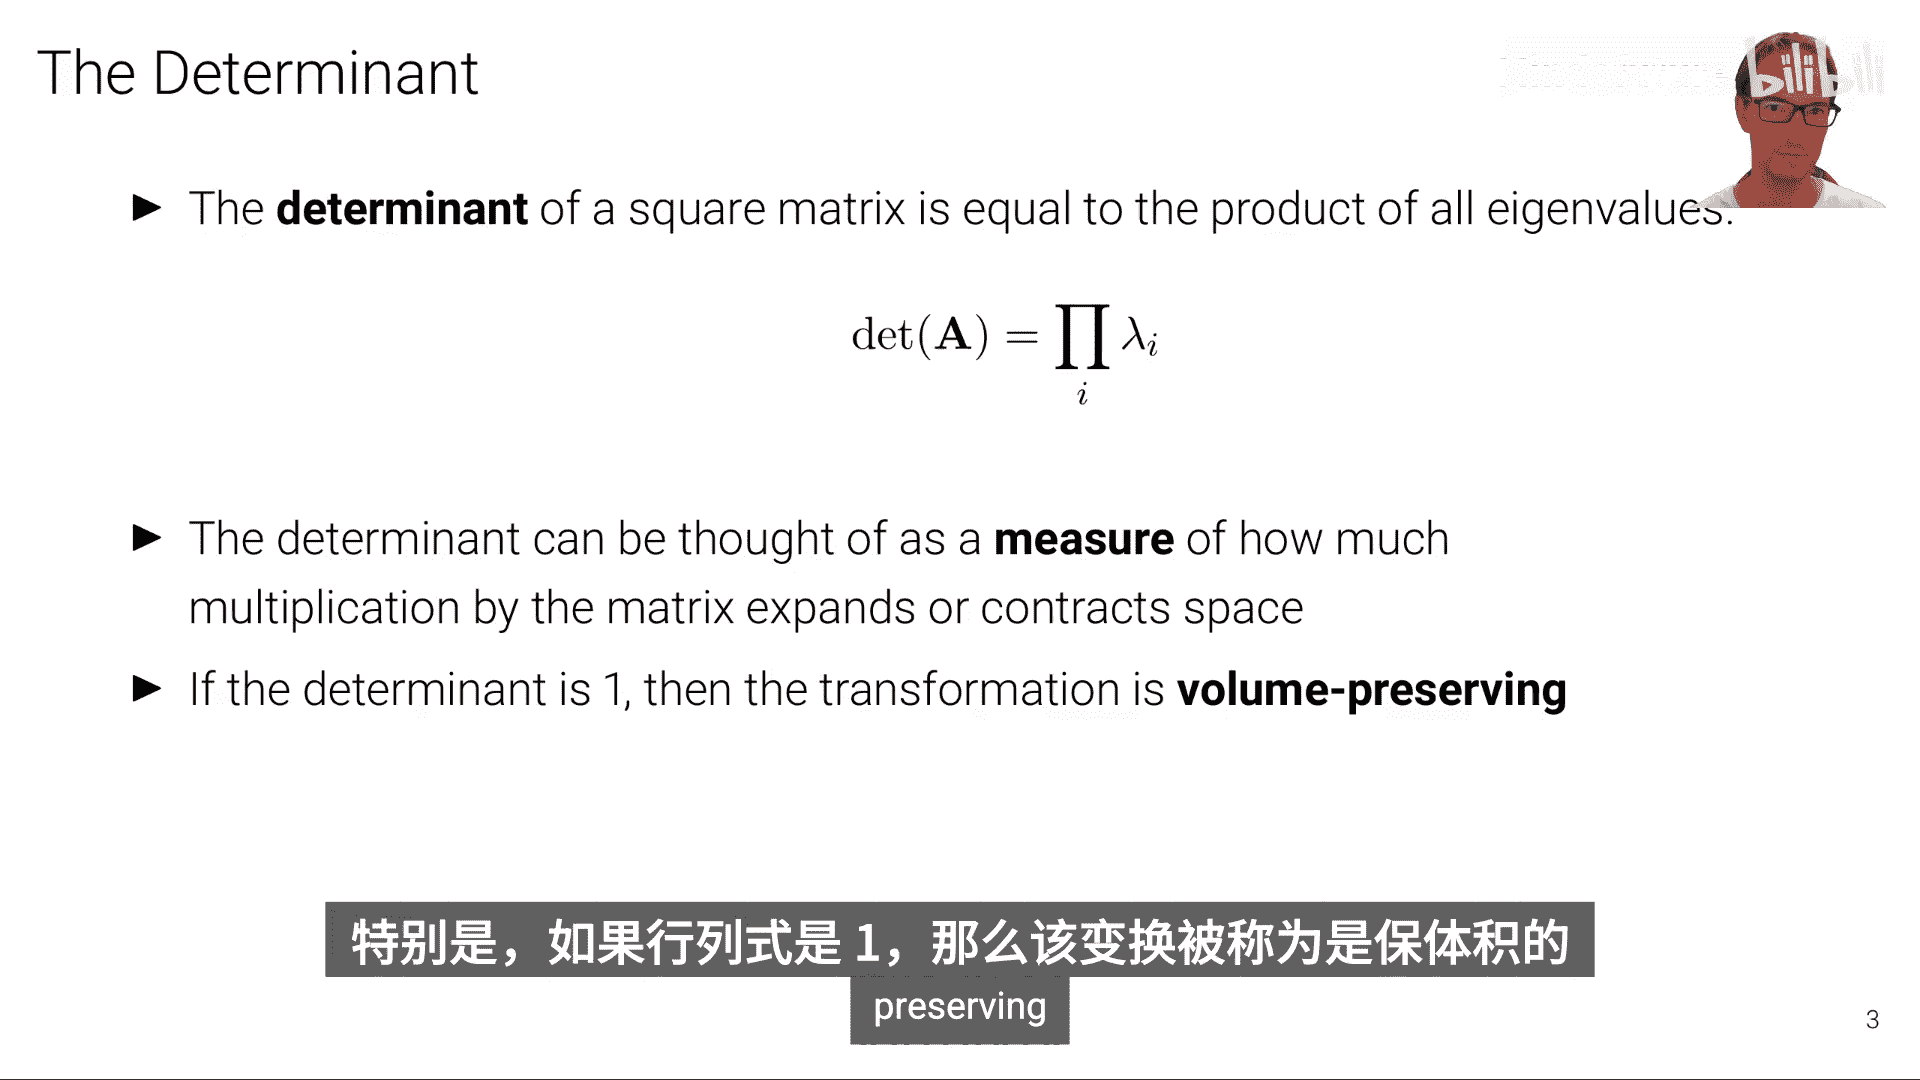 The Determinant
bilibili
► The determinant of a square matrix is equal to the product of all eigenvalues:
det(A) = ∏ λᵢ
i
► The determinant can be thought of as a measure of how much
multiplication by the matrix expands or contracts space
► If the determinant is 1, then the transformation is volume-preserving
特别是，如果行列式是 1，那么该变换被称为是保体积的
preserving
3